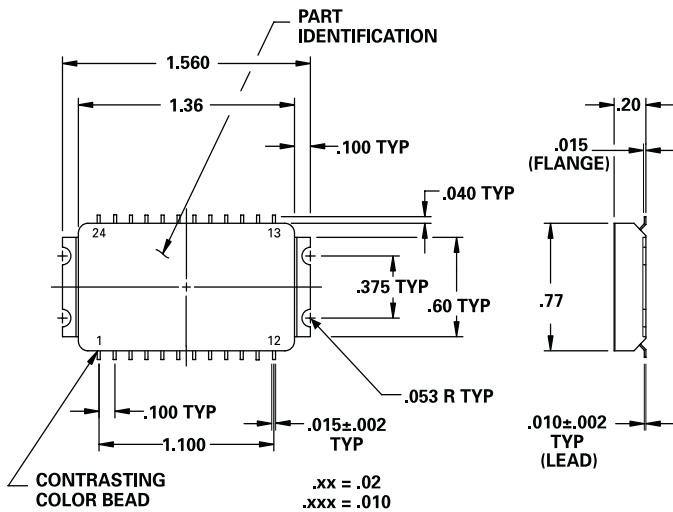 PART
IDENTIFICATION
1.560
1.36
.20
.100 TYP
.015
(FLANGE)
.040 TYP
24
13
.375 TYP
.60 TYP
.77
1
12
.053 R TYP
.100 TYP
.015±.002
TYP
.010±.002
TYP
(LEAD)
1.100
CONTRASTING
COLOR BEAD
.xx = .02
.xxx = .010